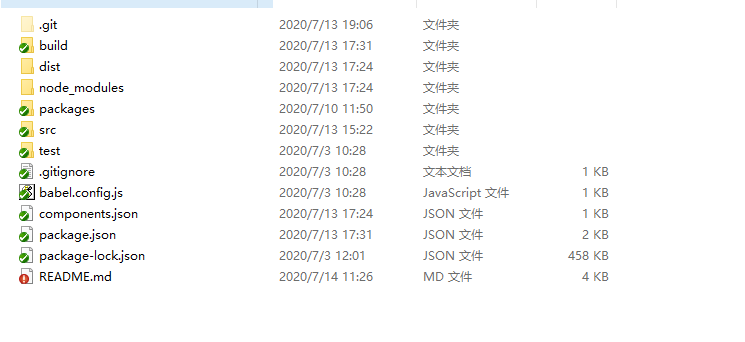 .git 2020/7/13 19:06 文件夹
build 2020/7/13 17:31 文件夹
dist 2020/7/13 17:24 文件夹
node_modules 2020/7/13 17:24 文件夹
packages 2020/7/10 11:50 文件夹
src 2020/7/13 15:22 文件夹
test 2020/7/3 10:28 文件夹
.gitignore 2020/7/3 10:28 文本文档 1 KB
babel.config.js 2020/7/3 10:28 JavaScript 文件 1 KB
components.json 2020/7/13 17:24 JSON 文件 1 KB
package.json 2020/7/13 17:31 JSON 文件 2 KB
package-lock.json 2020/7/3 12:01 JSON 文件 458 KB
README.md 2020/7/14 11:26 MD 文件 4 KB